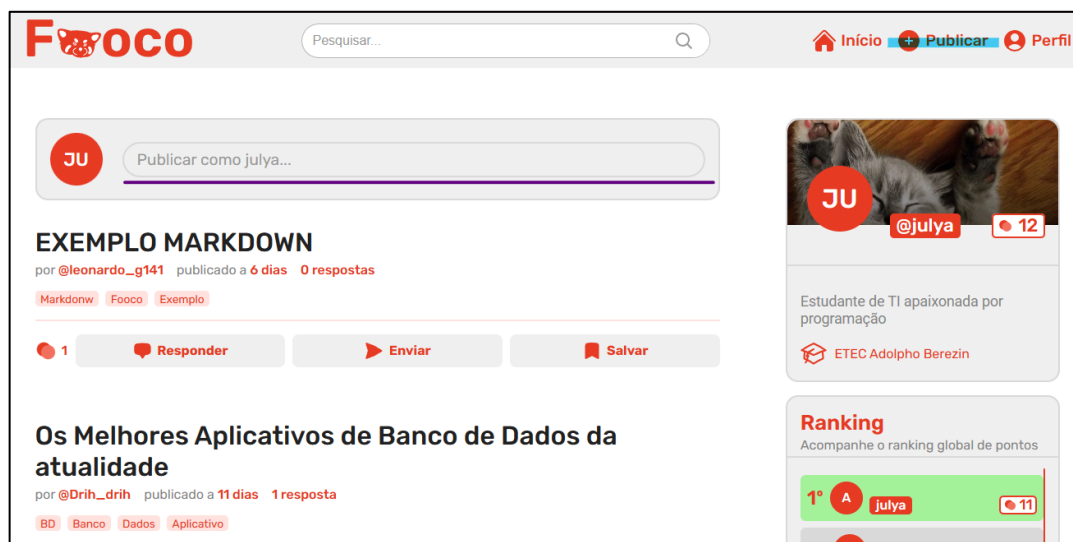 Fooco
Pesquisar...
Início
Publicar
Perfil
JU
Publicar como julya...
EXEMPLO MARKDOWN
por @leonardo_g141 publicado a 6 dias 0 respostas
Markdonw Fooco Exemplo
1 Responder Enviar Salvar
Os Melhores Aplicativos de Banco de Dados da
atualidade
por @Drih_drih publicado a 11 dias 1 resposta
BD Banco Dados Aplicativo
JU
@julya 12
Estudante de TI apaixonada por
programação
ETEC Adolpho Berezin
Ranking
Acompanhe o ranking global de pontos
1° A julya 11